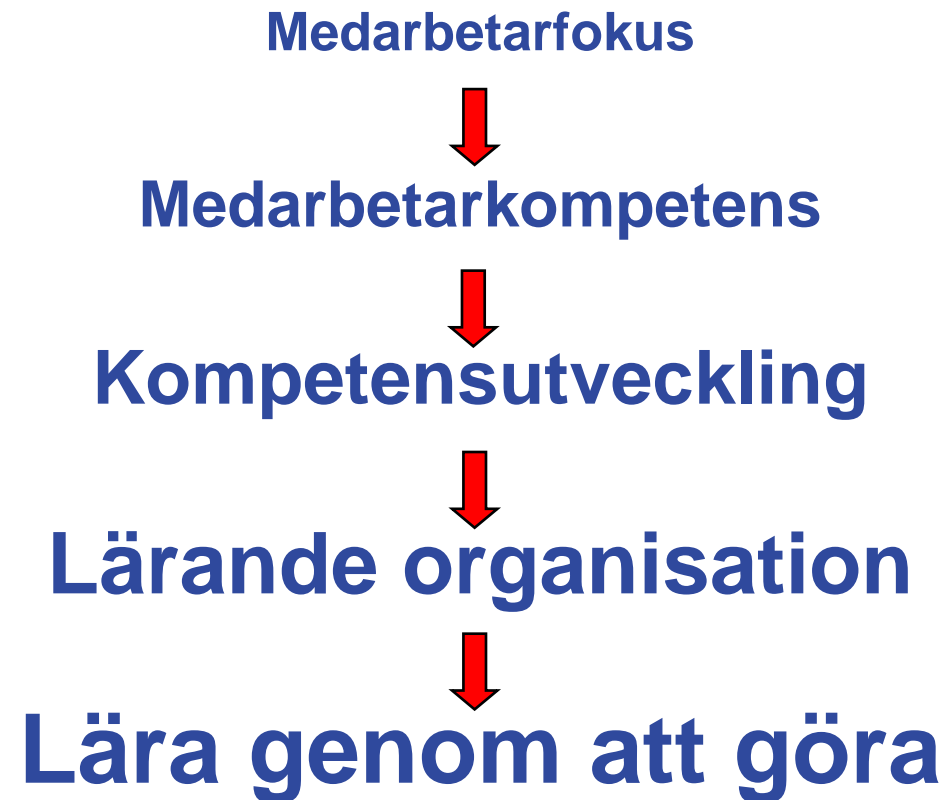 Medarbetarfokus
Medarbetarkompetens
Kompetensutveckling
Lärande organisation
Lära genom att göra